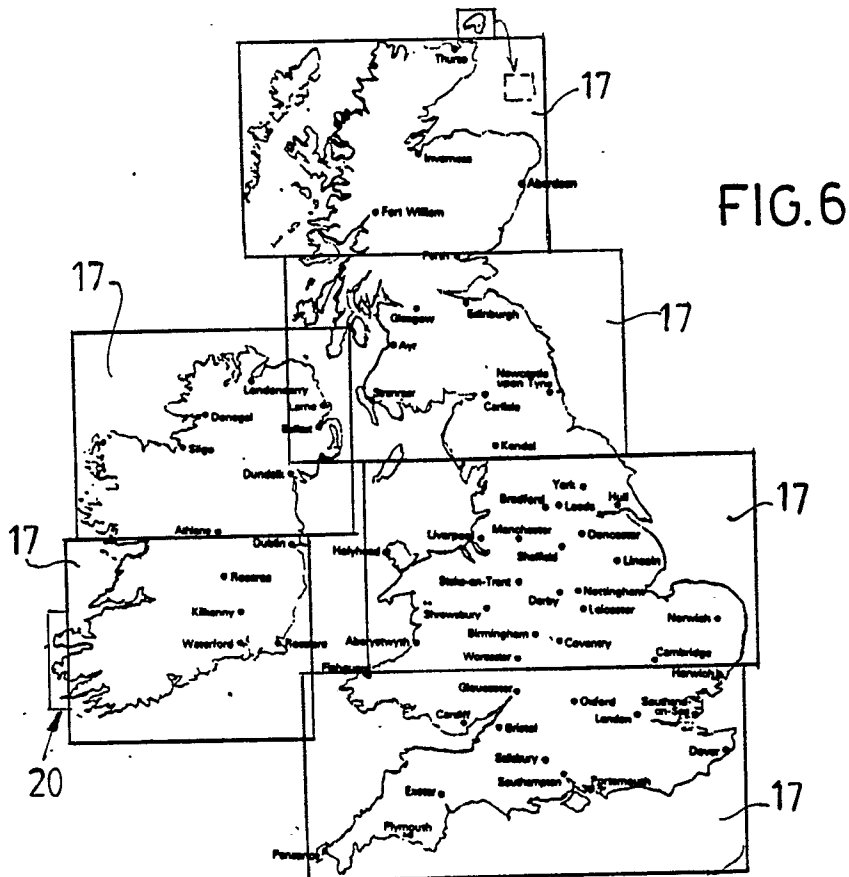 Thurso
17
Inverness
Aberdeen
FIG.6
Fort William
Perth
17
Glasgow
Edinburgh
17
Ayr
Newcastle
upon Tyne
Londonderry
Stranraer
Carlisle
Larne
Donegal
Belfast
Sligo
Kendal
Dundalk
York
Bradford
Leeds
Hull
17
Athlone
Liverpool
Manchester
Doncaster
17
Dublin
Holyhead
Sheffield
Lincoln
Roscrea
Stoke-on-Trent
Nottingham
Derby
Kilkenny
Shrewsbury
Leicester
Norwich
Waterford
Rosslare
Aberystwyth
Birmingham
Coventry
Worcester
Cambridge
Fishguard
Harwich
Gloucester
Oxford
Southend-
on-Sea
Cardiff
London
Bristol
Dover
20
Salisbury
Southampton
Portsmouth
Exeter
17
Plymouth
Penzance